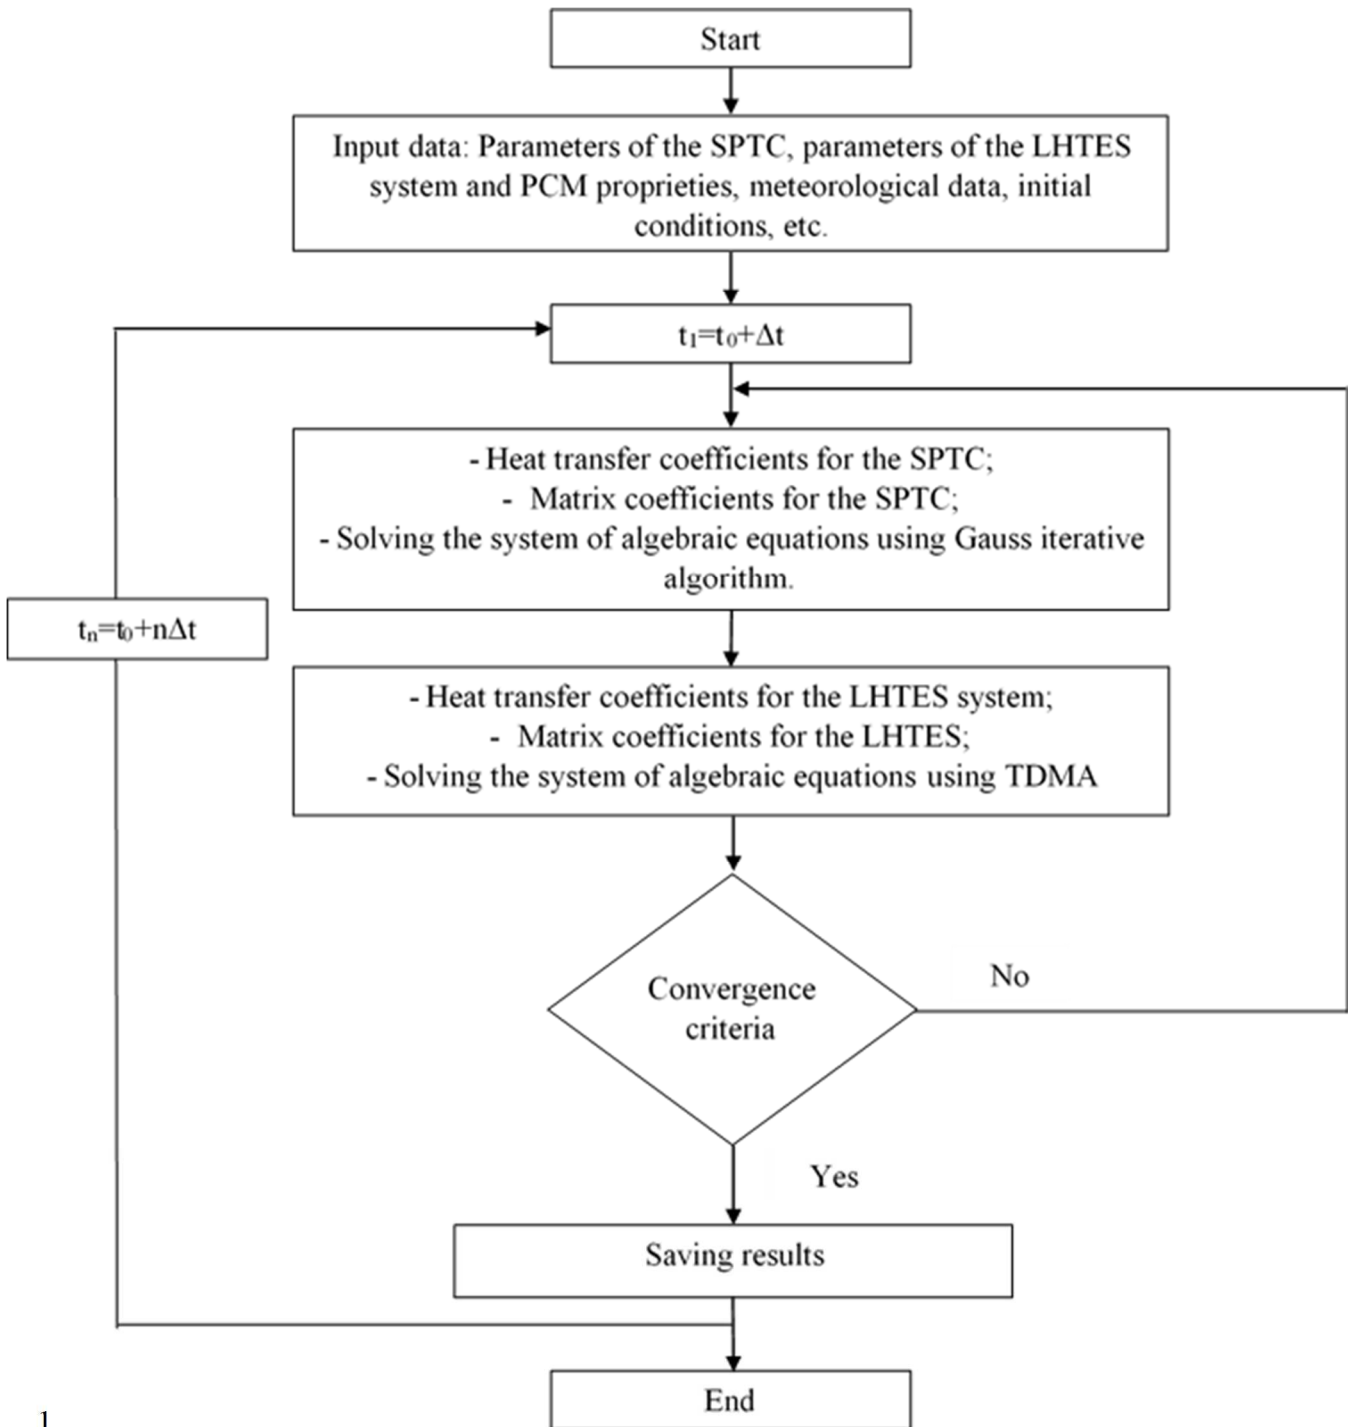 Start
Input data: Parameters of the SPTC, parameters of the LHTES
system and PCM proprieties, meteorological data, initial
conditions, etc.
t₁=t₀+Δt
- Heat transfer coefficients for the SPTC;
- Matrix coefficients for the SPTC;
- Solving the system of algebraic equations using Gauss iterative
algorithm.
tₙ=t₀+nΔt
- Heat transfer coefficients for the LHTES system;
- Matrix coefficients for the LHTES;
- Solving the system of algebraic equations using TDMA
Convergence
criteria
No
Yes
Saving results
End
1